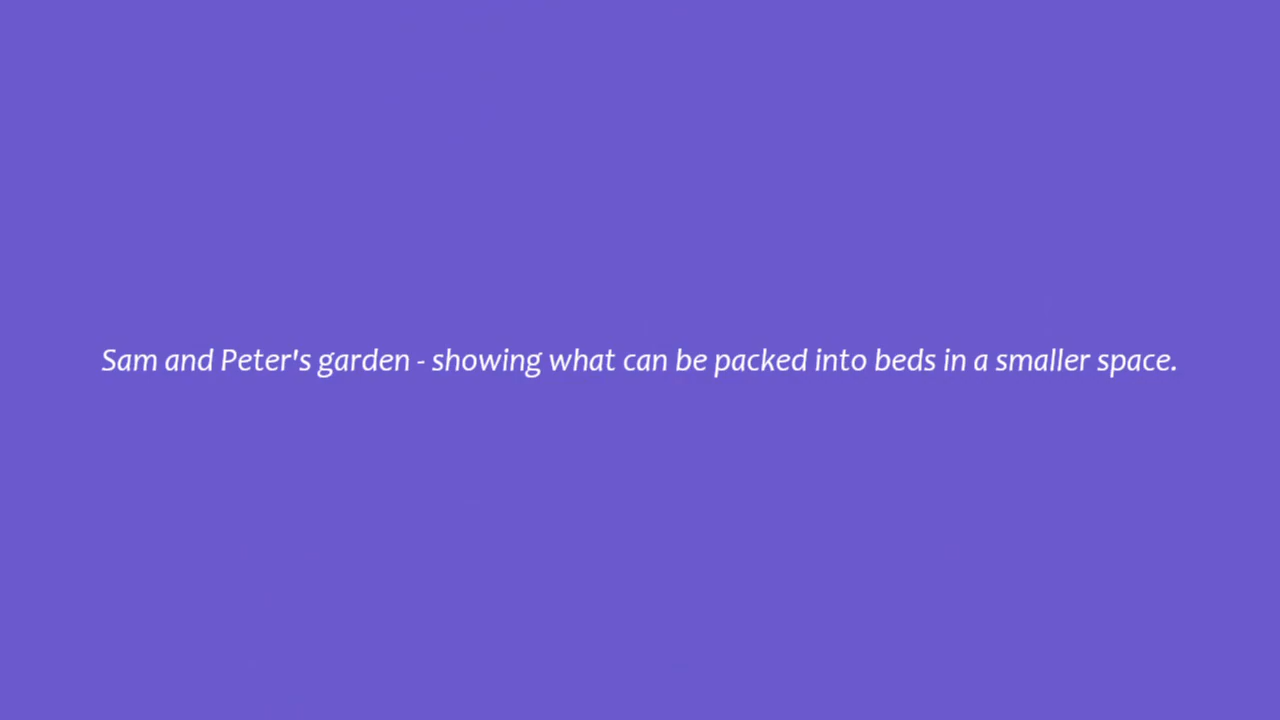 Sam and Peter's garden - showing what can be packed into beds in a smaller space.